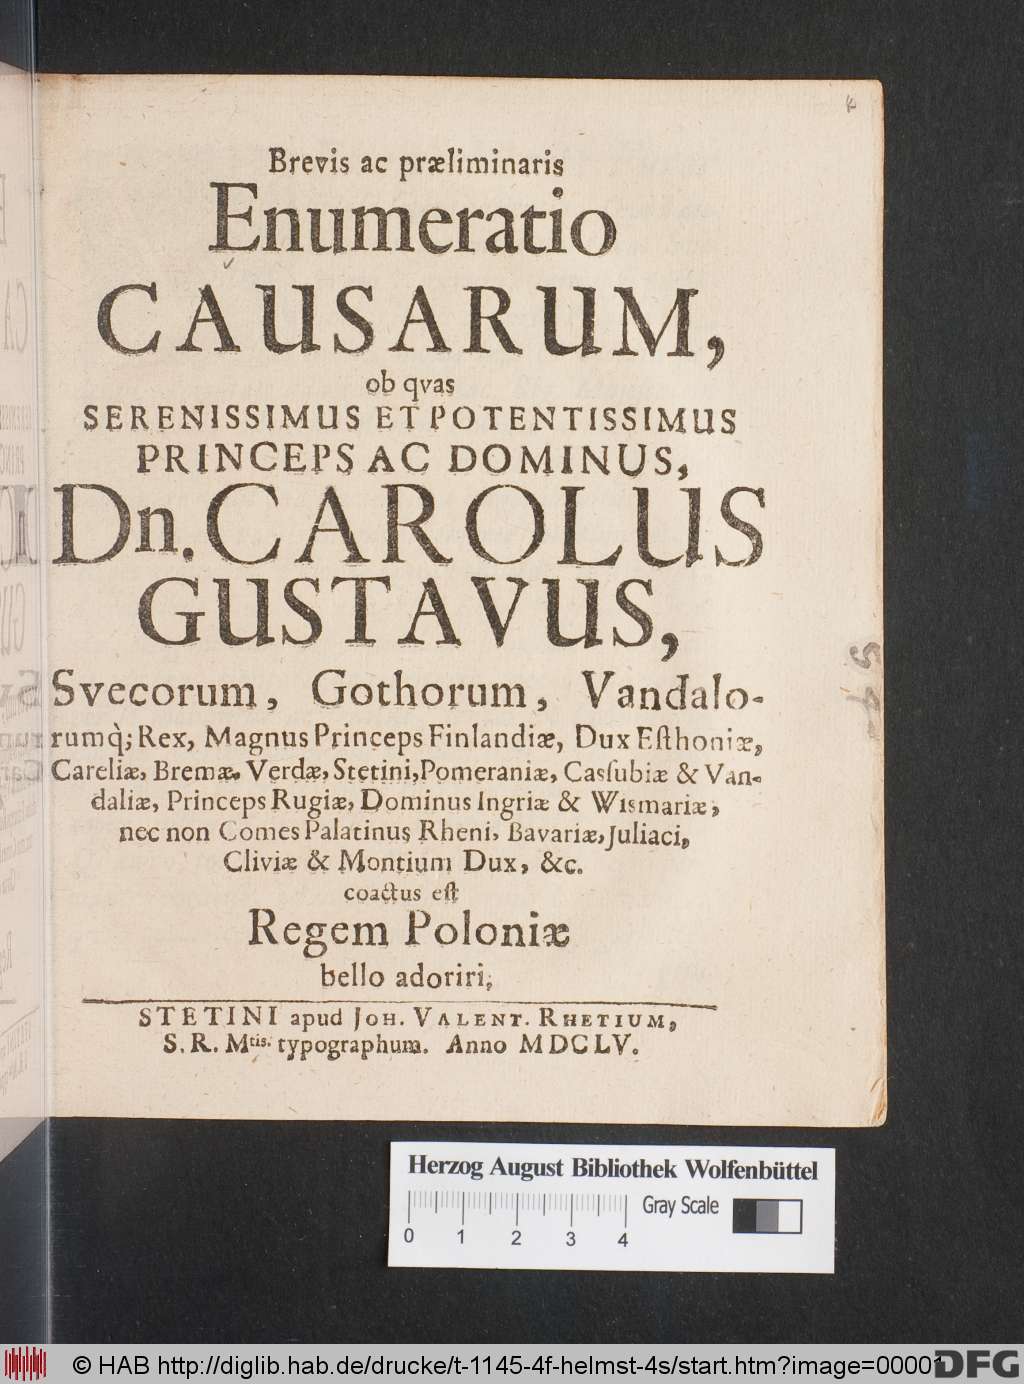 Brevis ac præliminaris
Enumeratio
CAUSARUM,
ob qvas
SERENISSIMUS ET POTENTISSIMUS
PRINCEPS AC DOMINUS,
Dn. CAROLUS
GUSTAVUS,
Svecorum, Gothorum, Vandalo-
rumq́; Rex, Magnus Princeps Finlandiæ, Dux Eſthoniæ,
Careliæ, Bremæ, Verdæ, Stetini, Pomeraniæ, Caſſubiæ & Van-
daliæ, Princeps Rugiæ, Dominus Ingriæ & Wismariæ,
nec non Comes Palatinus Rheni, Bavariæ, Juliaci,
Cliviæ & Montium Dux, &c.
coactus eſt
Regem Poloniæ
bello adoriri,
STETINI apud JOH. VALENT. RHETIUM,
S. R. Mtis. typographum. Anno MDCLV.
Herzog August Bibliothek Wolfenbüttel
Gray Scale
0 1 2 3 4
© HAB http://diglib.hab.de/drucke/t-1145-4f-helmst-4s/start.htm?image=00001
DFG